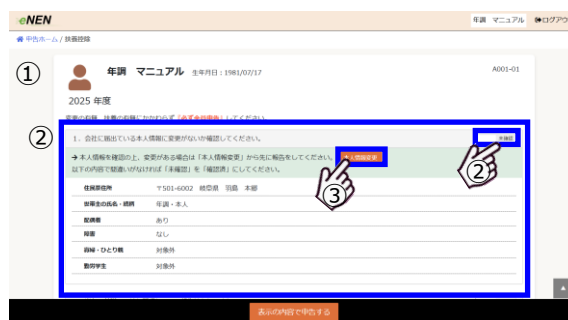 eNEN
年調 マニュアル ログアウ
申告ホーム / 扶養控除
①
年調 マニュアル 生年月日：1981/07/17
A001-01
2025 年度
②
1. 会社に届出ている本人情報に変更がないか確認してください。
未確認
→ 本人情報を確認の上、変更がある場合は「本人情報変更」から先に報告をしてください。 本人情報変更
以下の内容で間違いがなければ「未確認」を「確認済」にしてください。
②
③
住民票住所 〒501-6002 岐阜県 羽島 本郷
世帯主の氏名・続柄 年調・本人
配偶者 あり
障害 なし
寡婦・ひとり親 対象外
勤労学生 対象外
表示の内容で申告する